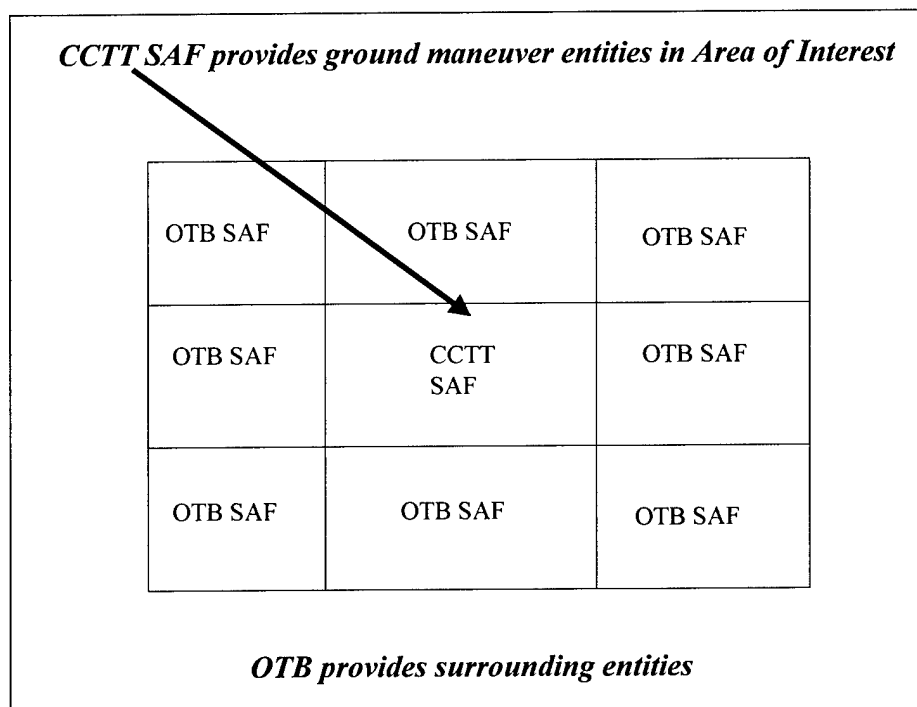 CCTT SAF provides ground maneuver entities in Area of Interest
OTB SAF
OTB SAF
OTB SAF
OTB SAF
CCTT
SAF
OTB SAF
OTB SAF
OTB SAF
OTB SAF
OTB provides surrounding entities